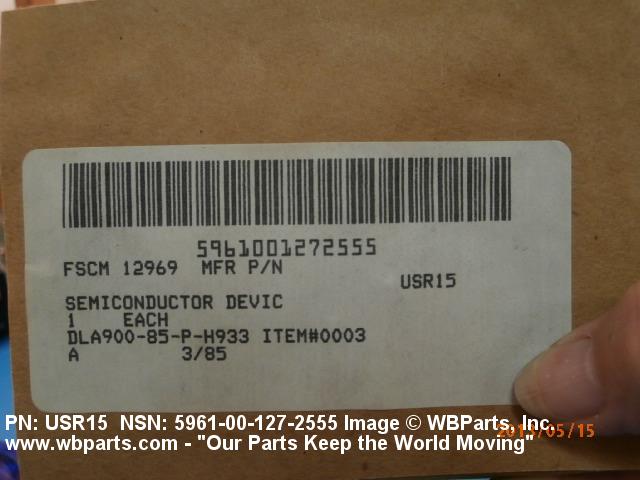 5961001272555
FSCM 12969 MFR P/N
USR15
SEMICONDUCTOR DEVIC
1 EACH
DLA900-85-P-H933 ITEM#0003
A 3/85
PN: USR15 NSN: 5961-00-127-2555 Image © WBParts, Inc.
www.wbparts.com - "Our Parts Keep the World Moving"